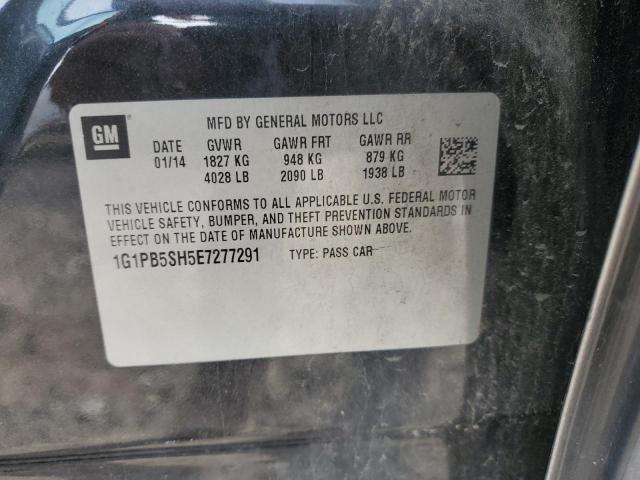 GM
MFD BY GENERAL MOTORS LLC
DATE GVWR GAWR FRT GAWR RR
01/14 1827 KG 948 KG 879 KG
4028 LB 2090 LB 1938 LB
THIS VEHICLE CONFORMS TO ALL APPLICABLE U.S. FEDERAL MOTOR
VEHICLE SAFETY, BUMPER, AND THEFT PREVENTION STANDARDS IN
EFFECT ON THE DATE OF MANUFACTURE SHOWN ABOVE.
1G1PB5SH5E7277291 TYPE: PASS CAR